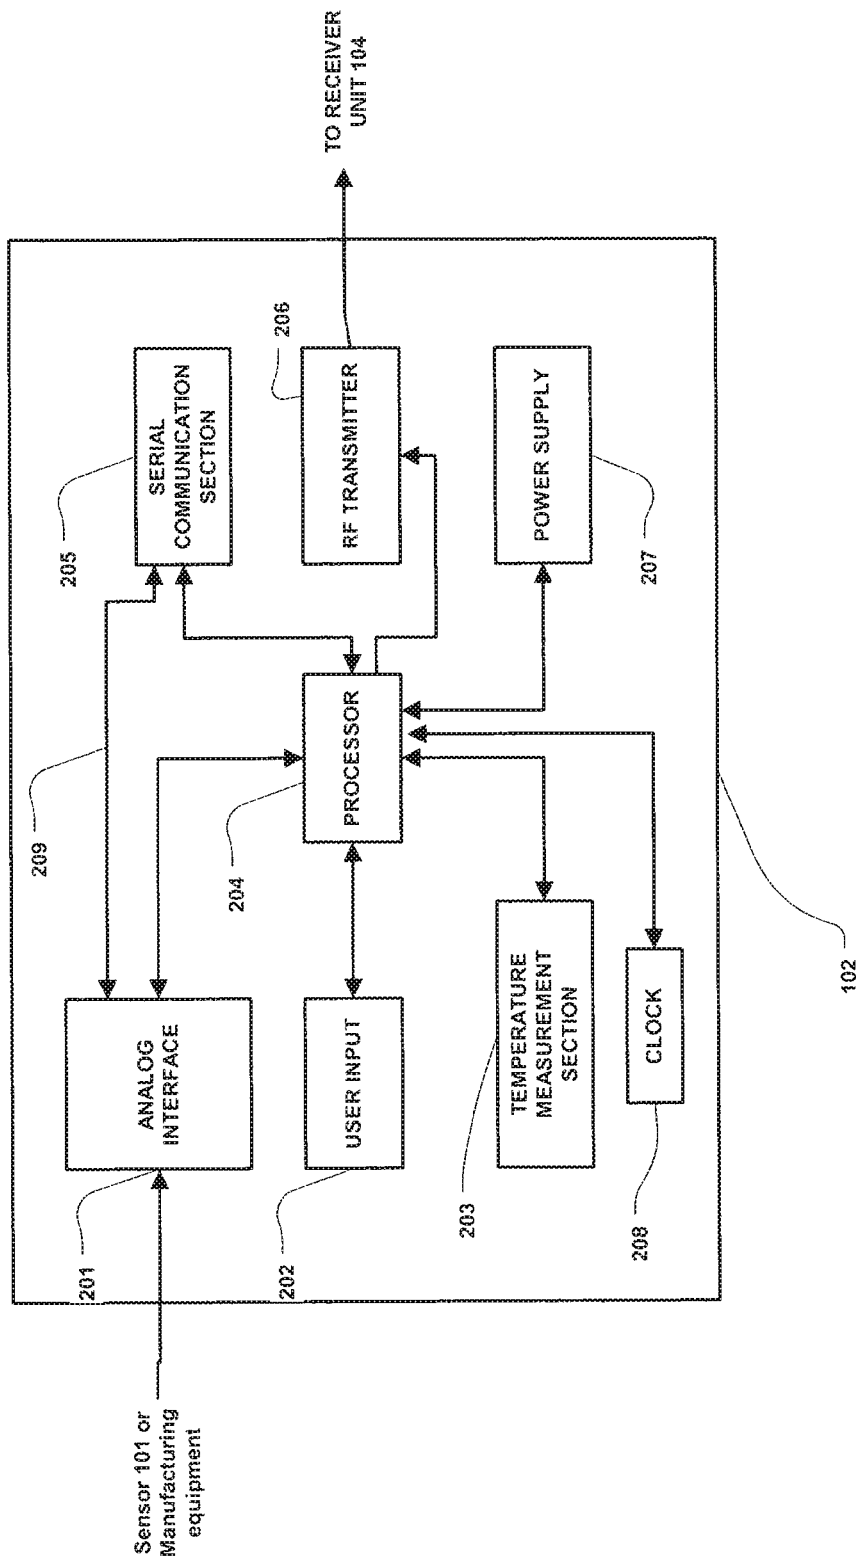 Sensor 101 or
Manufacturing
equipment
201
ANALOG
INTERFACE
209
205
SERIAL
COMMUNICATION
SECTION
202
USER INPUT
204
PROCESSOR
206
RF TRANSMITTER
TO RECEIVER
UNIT 104
203
TEMPERATURE
MEASUREMENT
SECTION
207
POWER SUPPLY
208
CLOCK
102